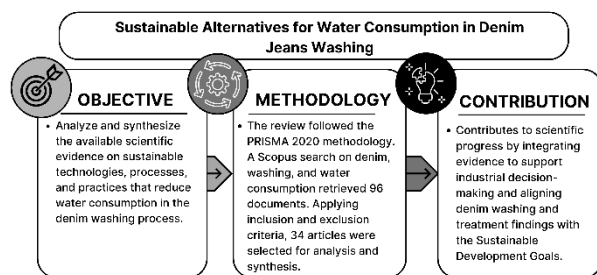 Sustainable Alternatives for Water Consumption in Denim
Jeans Washing
OBJECTIVE
• Analyze and synthesize
the available scientific
evidence on sustainable
technologies, processes,
and practices that reduce
water consumption in the
denim washing process.
METHODOLOGY
• The review followed the
PRISMA 2020 methodology.
A Scopus search on denim,
washing, and water
consumption retrieved 96
documents. Applying
inclusion and exclusion
criteria, 34 articles were
selected for analysis and
synthesis.
CONTRIBUTION
• Contributes to scientific
progress by integrating
evidence to support
industrial decision-
making and aligning
denim washing and
treatment findings with
the Sustainable
Development Goals.